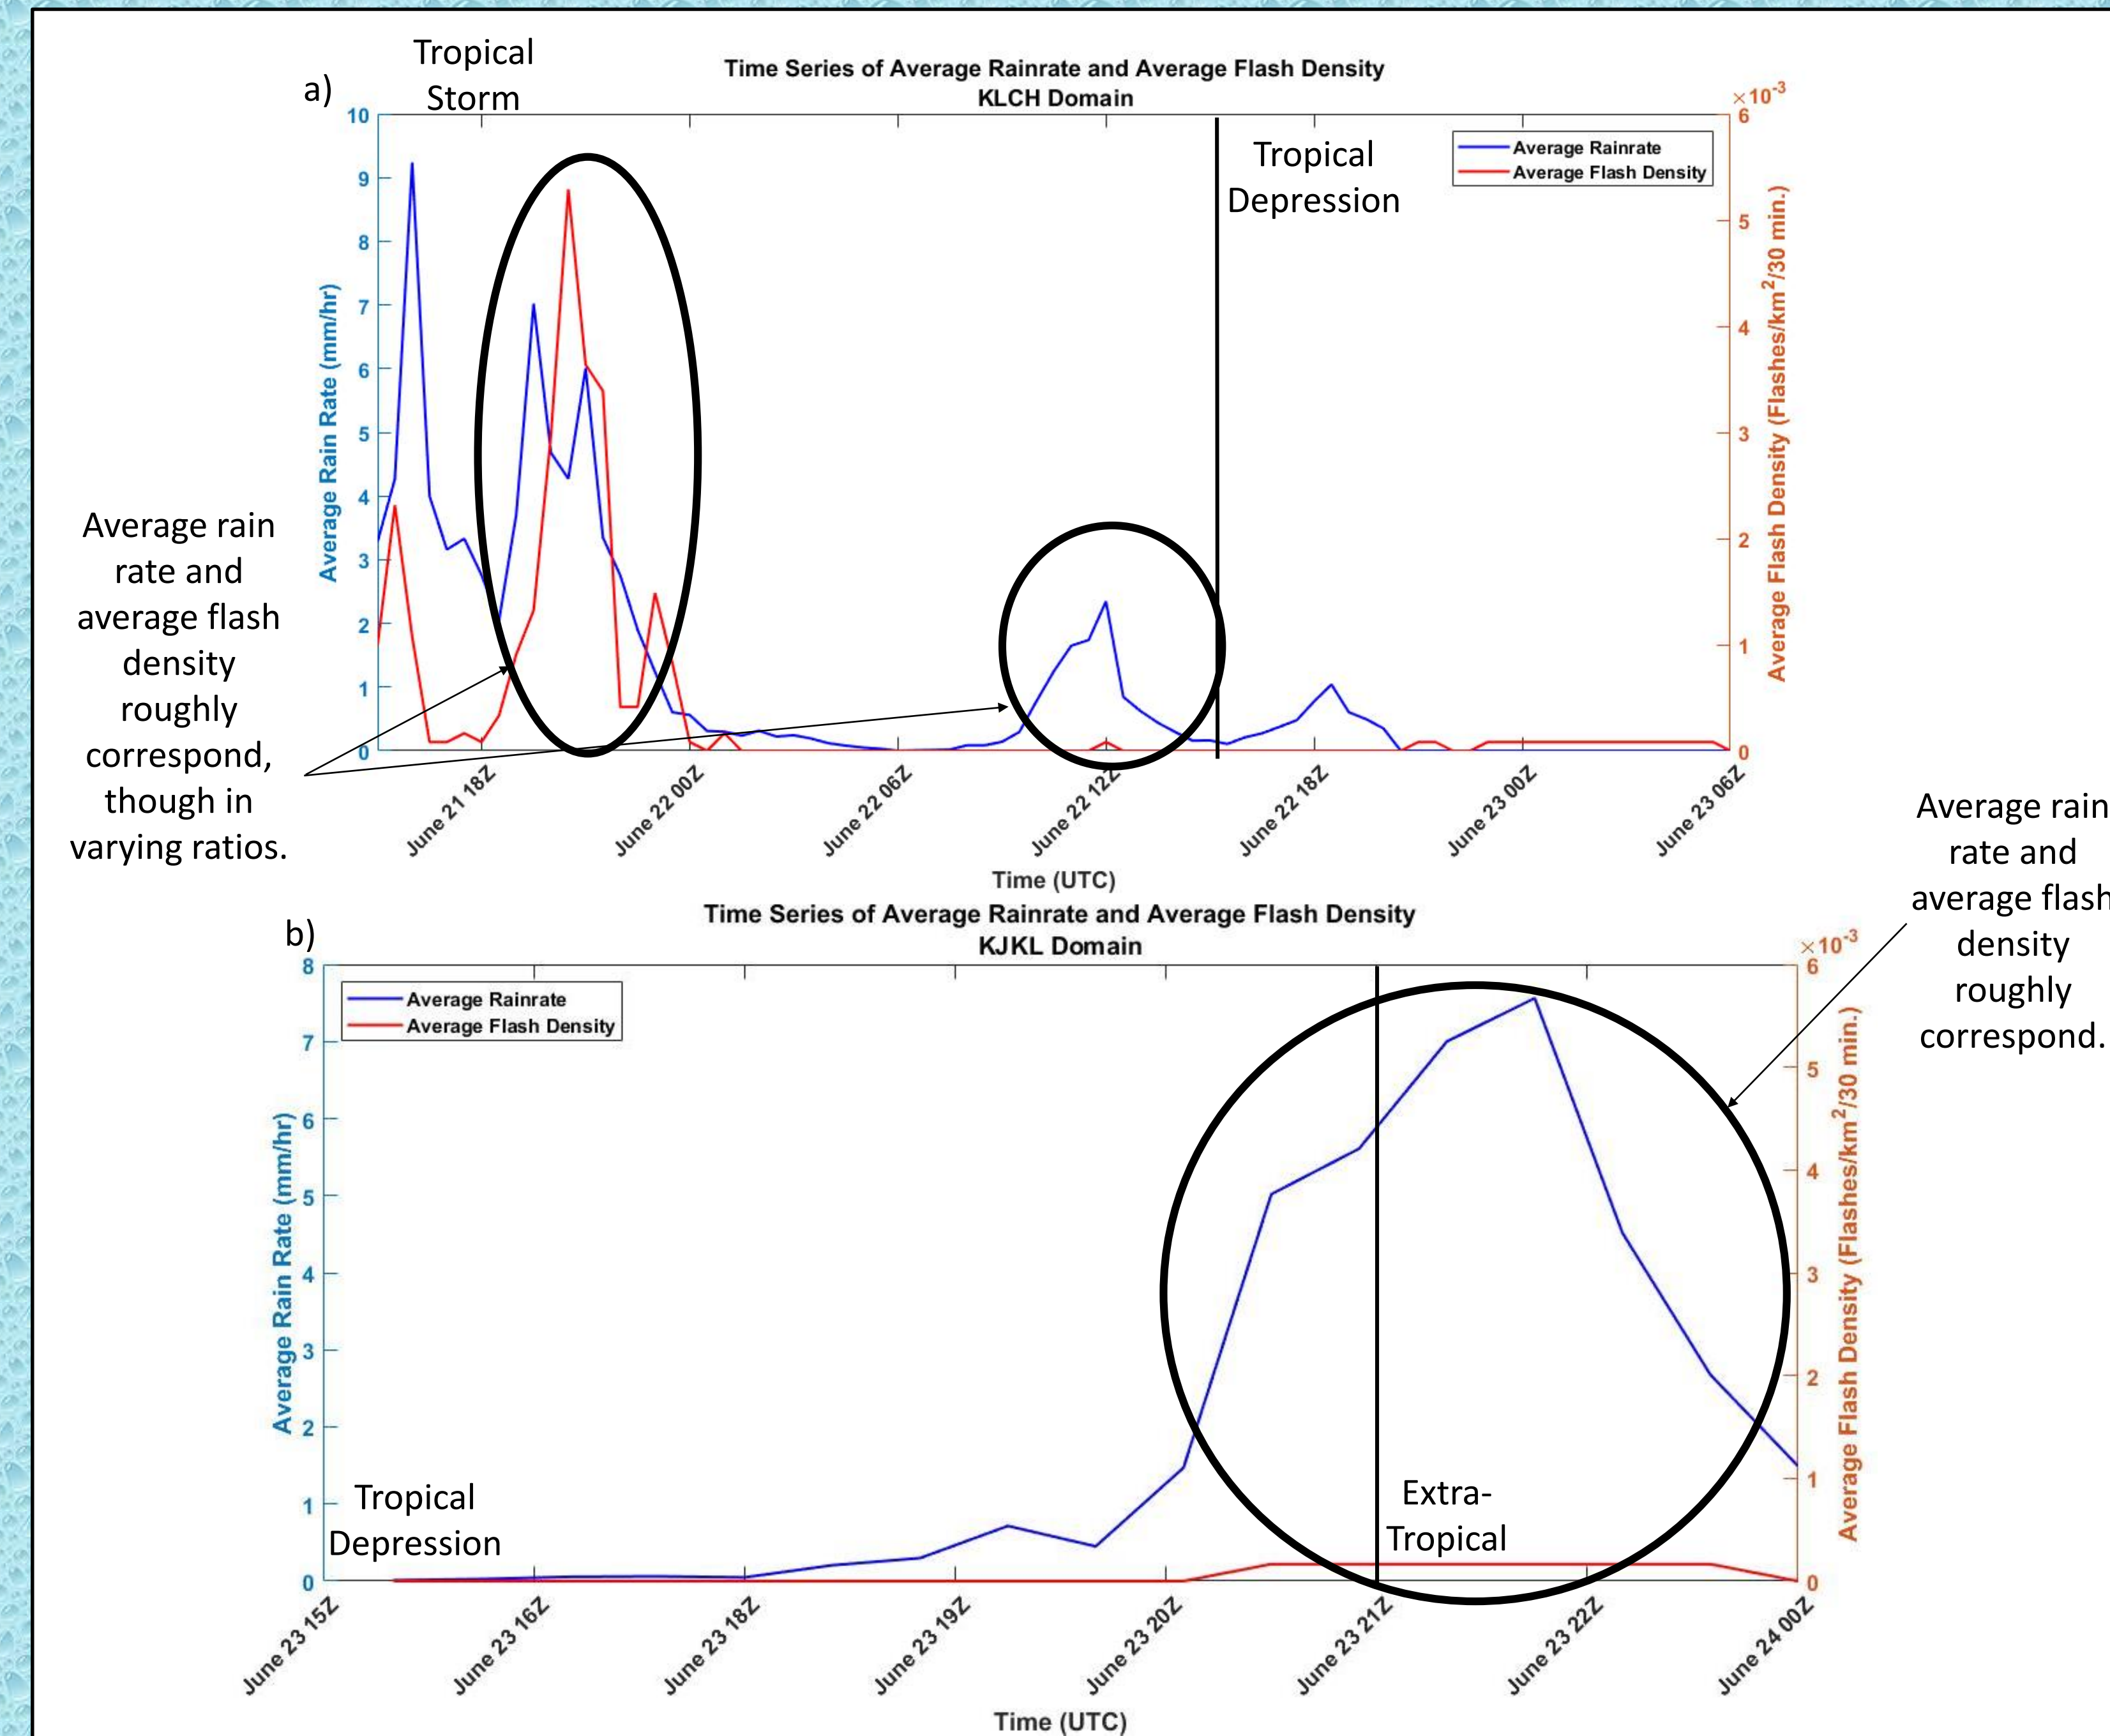 a)
Tropical
Storm
Time Series of Average Rainrate and Average Flash Density
KLCH Domain
×10-3
Average Rainrate
Average Flash Density
Tropical
Depression
Average Rain Rate (mm/hr)
10
9
8
7
6
5
4
3
2
1
0
6
5
4
3
2
1
0
Average Flash Density (Flashes/km2/30 min.)
June 21 18Z
June 22 00Z
June 22 06Z
June 22 12Z
June 22 18Z
June 23 00Z
June 23 06Z
Time (UTC)
Average rain
rate and
average flash
density
roughly
correspond,
though in
varying ratios.
b)
Time Series of Average Rainrate and Average Flash Density
KJKL Domain
×10-3
Average Rainrate
Average Flash Density
Average Rain Rate (mm/hr)
8
7
6
5
4
3
2
1
0
6
5
4
3
2
1
0
Average Flash Density (Flashes/km2/30 min.)
Tropical
Depression
Extra-
Tropical
June 23 15Z
June 23 16Z
June 23 18Z
June 23 19Z
June 23 20Z
June 23 21Z
June 23 22Z
June 24 00Z
Time (UTC)
Average rain
rate and
average flash
density
roughly
correspond.